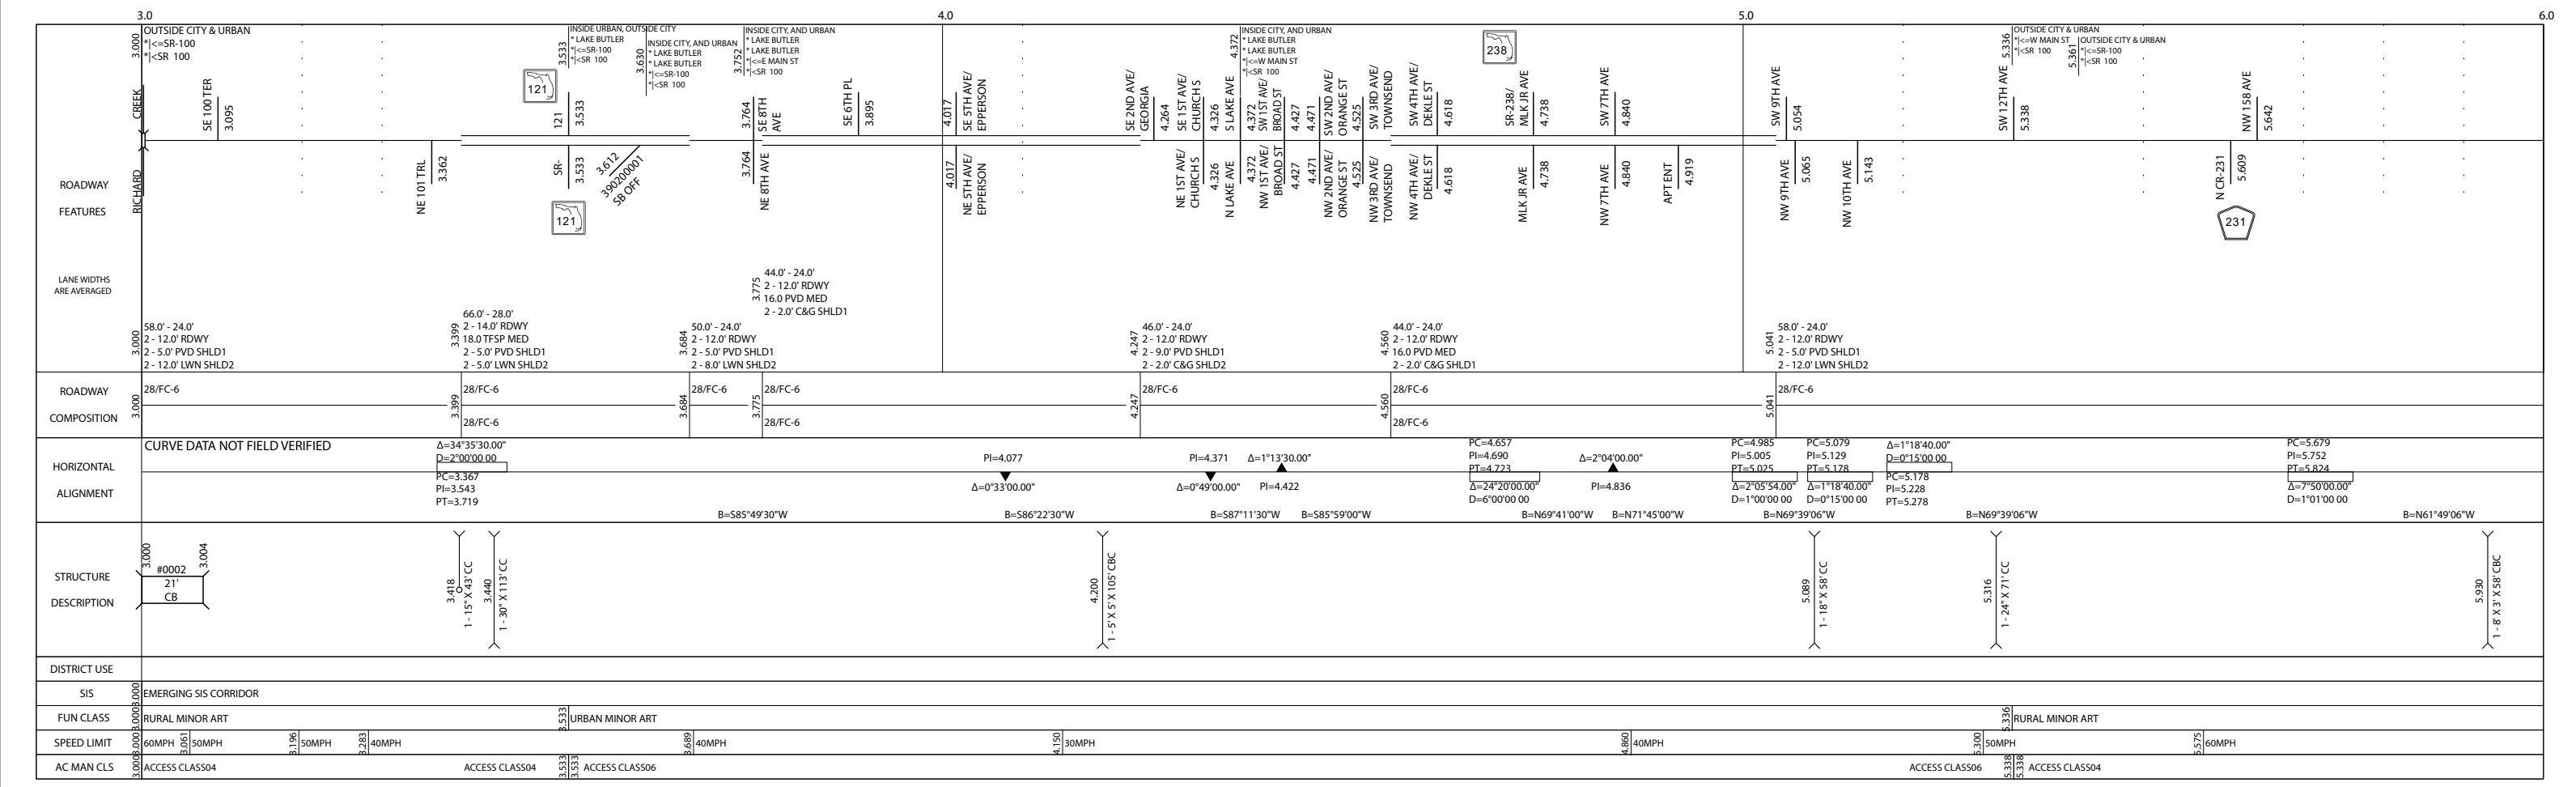 3.0
4.0
5.0
6.0
3.000
OUTSIDE CITY & URBAN
*|<=SR-100
*|<SR 100
3.533
INSIDE URBAN, OUTSIDE CITY
* LAKE BUTLER
*|<=SR-100
*|<SR 100
3.630
INSIDE CITY, AND URBAN
* LAKE BUTLER
* LAKE BUTLER
*|<=SR-100
*|<SR 100
3.752
INSIDE CITY, AND URBAN
* LAKE BUTLER
* LAKE BUTLER
*|<=E MAIN ST
*|<SR 100
4.372
INSIDE CITY, AND URBAN
* LAKE BUTLER
* LAKE BUTLER
*|<=W MAIN ST
*|<SR 100
238
5.336
OUTSIDE CITY & URBAN
*|<=W MAIN ST
*|<SR 100
5.361
OUTSIDE CITY & URBAN
*|<=SR-100
*|<SR 100
ROADWAY
FEATURES
RICHARD CREEK
SE 100 TER
3.095
121
121
3.533
3.764
SE 8TH
AVE
SE 6TH PL
3.895
4.017
SE 5TH AVE/
EPPERSON
SE 2ND AVE/
GEORGIA
4.264
SE 1ST AVE/
CHURCH S
4.326
S LAKE AVE
4.372
SW 1ST AVE/
BROAD ST
4.427
4.471
SW 2ND AVE/
ORANGE ST
4.525
SW 3RD AVE/
TOWNSEND
SW 4TH AVE/
DEKLE ST
4.618
SR-238/
MLK JR AVE
4.738
SW 7TH AVE
4.840
SW 9TH AVE
5.054
SW 12TH AVE
5.338
NW 158 AVE
5.642
NE 101 TRL
3.362
SR-
3.533
121
3.612
390200001
SB OFF
3.764
NE 8TH AVE
4.017
NE 5TH AVE/
EPPERSON
NE 1ST AVE/
CHURCH S
4.326
N LAKE AVE
4.372
NW 1ST AVE/
BROAD ST
4.427
4.471
NW 2ND AVE/
ORANGE ST
4.525
NW 3RD AVE/
TOWNSEND
NW 4TH AVE/
DEKLE ST
4.618
MLK JR AVE
4.738
NW 7TH AVE
4.840
APT ENT
4.919
NW 9TH AVE
5.065
NW 10TH AVE
5.143
N CR-231
5.609
231
LANE WIDTHS
ARE AVERAGED
3.000
58.0' - 24.0'
2 - 12.0' RDWY
2 - 5.0' PVD SHLD1
2 - 12.0' LWN SHLD2
3.399
66.0' - 28.0'
2 - 14.0' RDWY
18.0 TFSP MED
2 - 5.0' PVD SHLD1
2 - 5.0' LWN SHLD2
3.684
50.0' - 24.0'
2 - 12.0' RDWY
2 - 5.0' PVD SHLD1
2 - 8.0' LWN SHLD2
3.775
44.0' - 24.0'
2 - 12.0' RDWY
16.0 PVD MED
2 - 2.0' C&G SHLD1
4.247
46.0' - 24.0'
2 - 12.0' RDWY
2 - 9.0' PVD SHLD1
2 - 2.0' C&G SHLD2
4.560
44.0' - 24.0'
2 - 12.0' RDWY
16.0 PVD MED
2 - 2.0' C&G SHLD1
5.041
58.0' - 24.0'
2 - 12.0' RDWY
2 - 5.0' PVD SHLD1
2 - 12.0' LWN SHLD2
ROADWAY
COMPOSITION
3.000
28/FC-6
3.399
28/FC-6
28/FC-6
3.684
28/FC-6
3.775
28/FC-6
28/FC-6
4.247
28/FC-6
4.560
28/FC-6
28/FC-6
5.041
28/FC-6
HORIZONTAL
ALIGNMENT
CURVE DATA NOT FIELD VERIFIED
Δ=34°35'30.00"
D=2°00'00 00
PC=3.367
PI=3.543
PT=3.719
B=S85°49'30"W
PI=4.077
Δ=0°33'00.00"
B=S86°22'30"W
PI=4.371
Δ=0°49'00.00"
B=S87°11'30"W
Δ=1°13'30.00"
PI=4.422
B=S85°59'00"W
PC=4.657
PI=4.690
PT=4.723
Δ=24°20'00.00"
D=6°00'00 00
B=N69°41'00"W
Δ=2°04'00.00"
PI=4.836
B=N71°45'00"W
PC=4.985
PI=5.005
PT=5.025
Δ=2°05'54.00"
D=1°00'00 00
B=N69°39'06"W
PC=5.079
PI=5.129
PT=5.178
Δ=1°18'40.00"
D=0°15'00 00
Δ=1°18'40.00"
D=0°15'00 00
PC=5.178
PI=5.228
PT=5.278
B=N69°39'06"W
PC=5.679
PI=5.752
PT=5.824
Δ=7°50'00.00"
D=1°01'00 00
B=N61°49'06"W
STRUCTURE
DESCRIPTION
3.000
3.004
#0002
21'
CB
3.418
1 - 15" X 43' CC
3.440
1 - 30" X 113' CC
4.200
1 - 5' X 5' X 105' CBC
5.089
1 - 18" X 58' CC
5.316
1 - 24" X 71' CC
5.930
1 - 8' X 3' X 58' CBC
DISTRICT USE
SIS
3.000
EMERGING SIS CORRIDOR
FUN CLASS
3.000
RURAL MINOR ART
3.533
URBAN MINOR ART
5.336
RURAL MINOR ART
SPEED LIMIT
3.000
60MPH
3.061
50MPH
3.196
50MPH
3.283
40MPH
3.689
40MPH
4.150
30MPH
4.860
40MPH
5.300
50MPH
5.575
60MPH
AC MAN CLS
3.000
ACCESS CLASS04
ACCESS CLASS04
3.533
3.533
ACCESS CLASS06
ACCESS CLASS06
5.338
5.338
ACCESS CLASS04